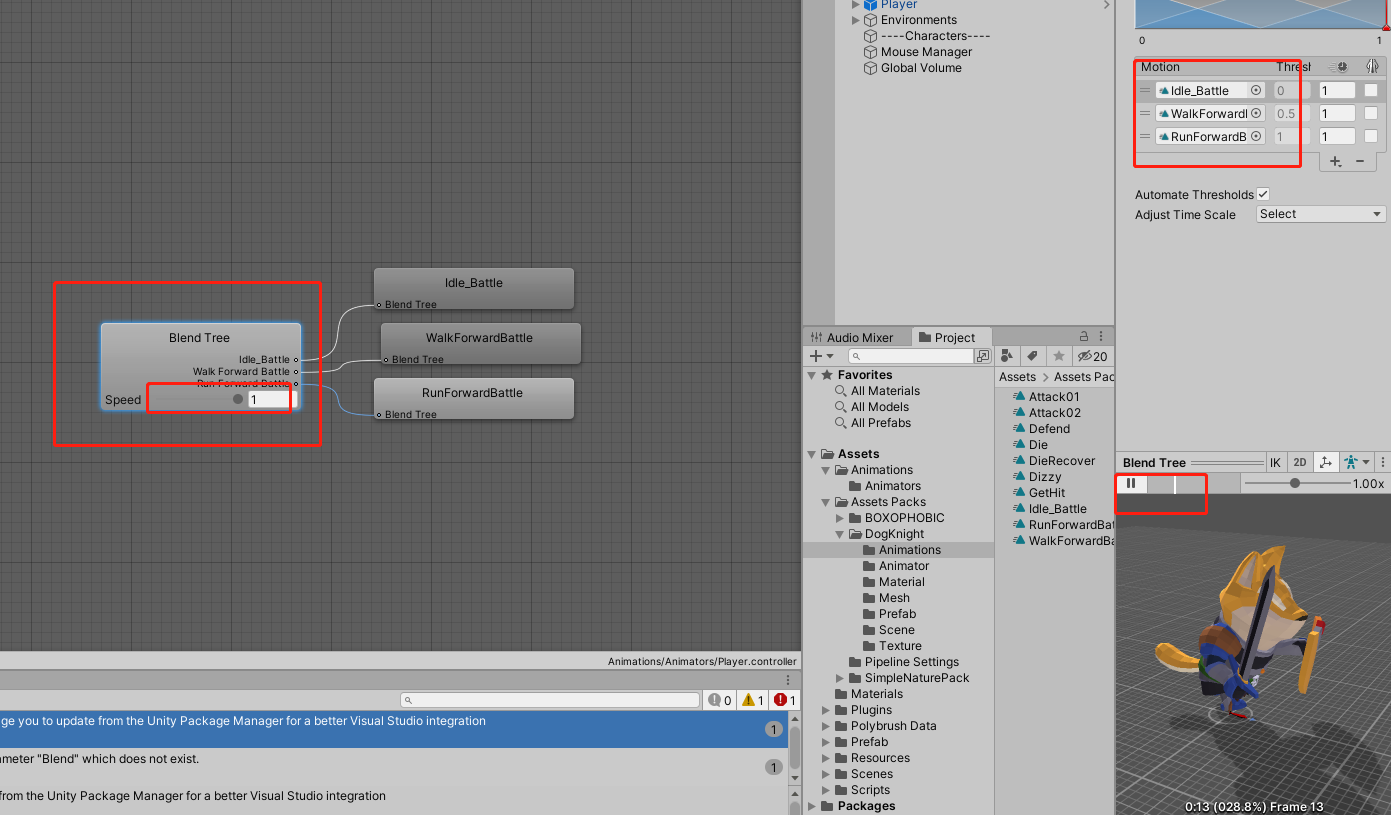 Blend Tree
Idle_Battle
Walk Forward Battle
Run Forward Battle
Speed
1
Idle_Battle
Blend Tree
WalkForwardBattle
Blend Tree
RunForwardBattle
Blend Tree
Animations/Animators/Player.controller
0
1
1
ge you to update from the Unity Package Manager for a better Visual Studio integration
1
ameter "Blend" which does not exist.
1
from the Unity Package Manager for a better Visual Studio integration
Player
Environments
----Characters----
Mouse Manager
Global Volume
Audio Mixer
Project
20
Favorites
All Materials
All Models
All Prefabs
Assets
Animations
Animators
Assets Packs
BOXOPHOBIC
DogKnight
Animations
Animator
Material
Mesh
Prefab
Scene
Texture
Pipeline Settings
SimpleNaturePack
Materials
Plugins
Polybrush Data
Prefab
Resources
Scenes
Scripts
Packages
Assets > Assets Pac
Attack01
Attack02
Defend
Die
DieRecover
Dizzy
GetHit
Idle_Battle
RunForwardBat
WalkForwardBa
0 1
Motion Thresh
Idle_Battle 0 1
WalkForwardI 0.5 1
RunForwardB 1 1
Automate Thresholds
Adjust Time Scale Select
Blend Tree IK 2D
1.00x
0:13 (028.8%) Frame 13